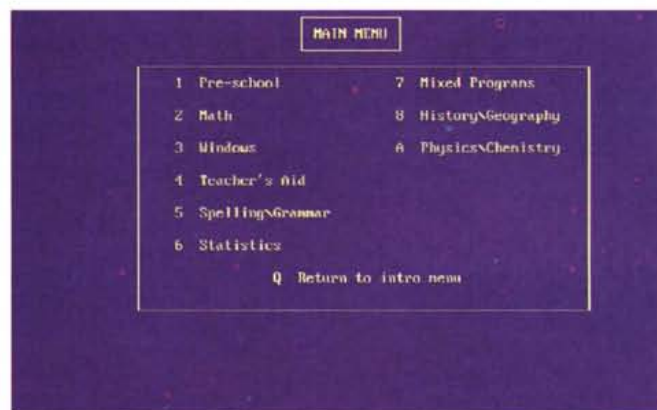 MAIN MENU
1 Pre-school 7 Mixed Programs
2 Math 8 History\Geography
3 Windows A Physics\Chemistry
4 Teacher's Aid
5 Spelling\Grammar
6 Statistics
Q Return to intro menu